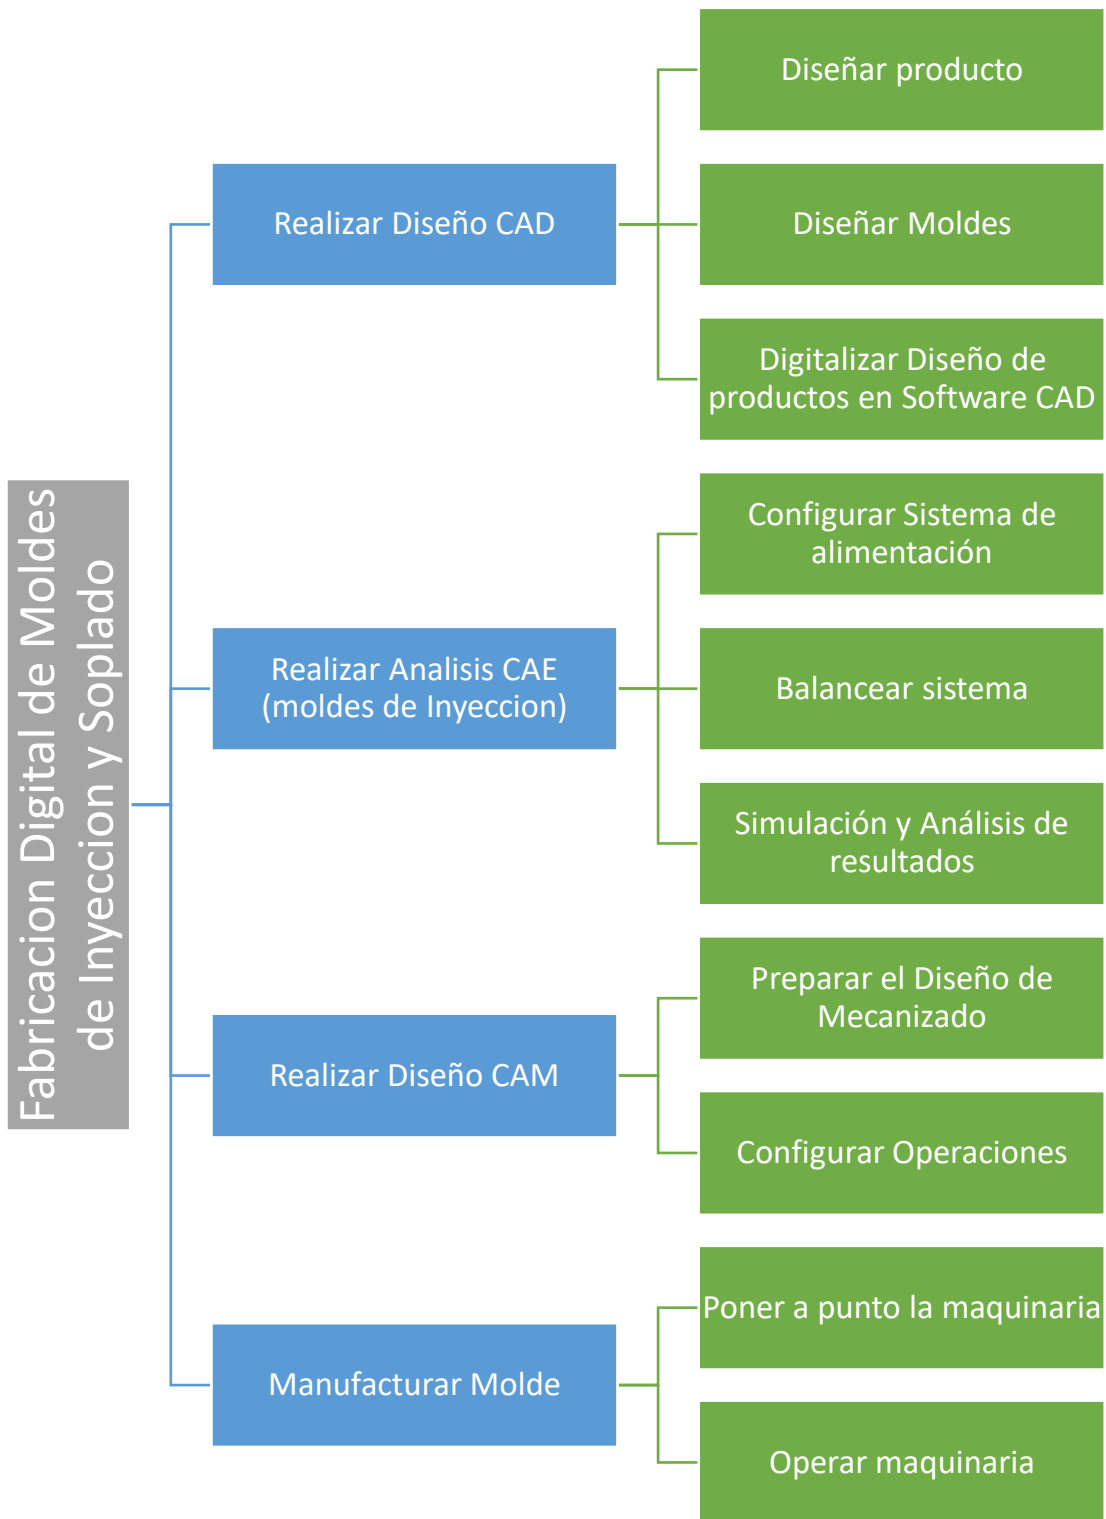 Fabricacion Digital de Moldes
de Inyeccion y Soplado
Realizar Diseño CAD
Diseñar producto
Diseñar Moldes
Digitalizar Diseño de
productos en Software CAD
Realizar Analisis CAE
(moldes de Inyeccion)
Configurar Sistema de
alimentación
Balancear sistema
Simulación y Análisis de
resultados
Realizar Diseño CAM
Preparar el Diseño de
Mecanizado
Configurar Operaciones
Manufacturar Molde
Poner a punto la maquinaria
Operar maquinaria